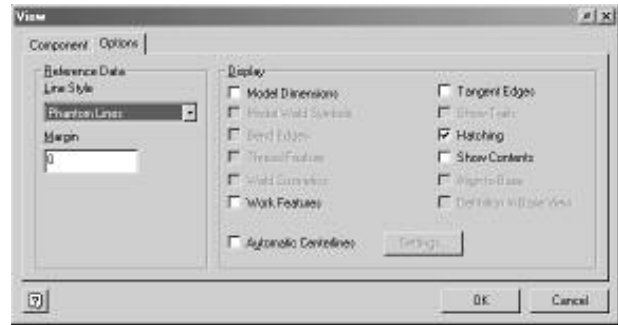 View
Component Options
Reference Data
Line Style
Phantom Lines
Margin
0
Display
Model Dimensions
Model Weld Symbols
Bend Edges
Thread Feature
Weld Cosmetics
Work Features
Automatic Centerlines
Settings...
Tangent Edges
Show Trails
Hatching
Show Contents
Align to Base
Definition in Base View
OK
Cancel